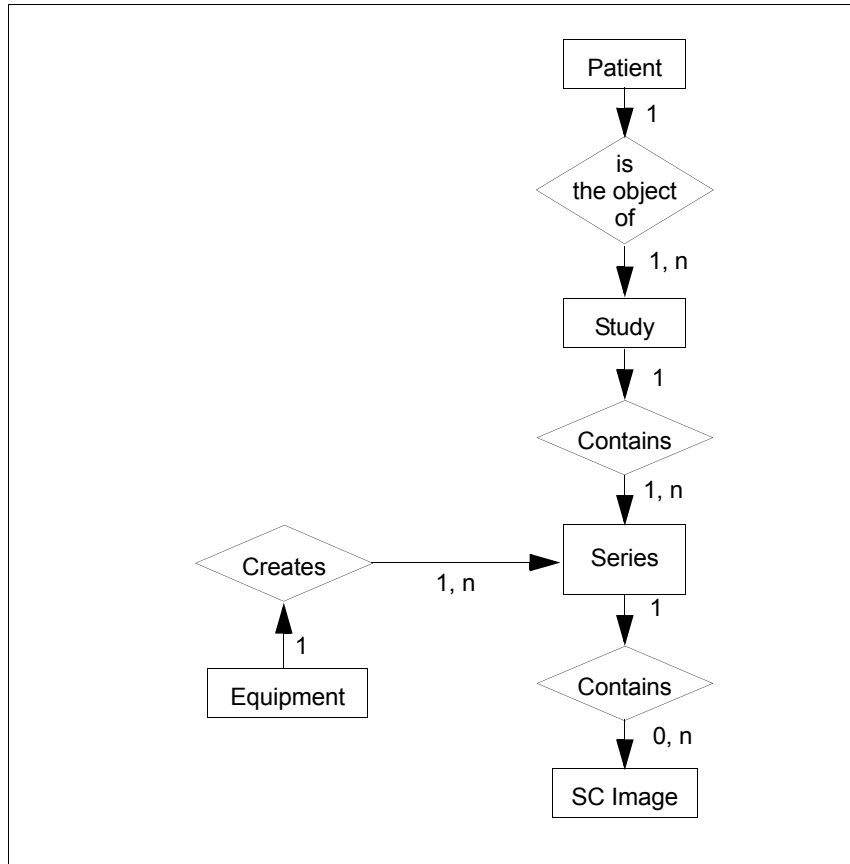 Patient
1
is
the object
of
1, n
Study
1
Contains
1, n
Series
Creates
1, n
1
1
Equipment
Contains
0, n
SC Image